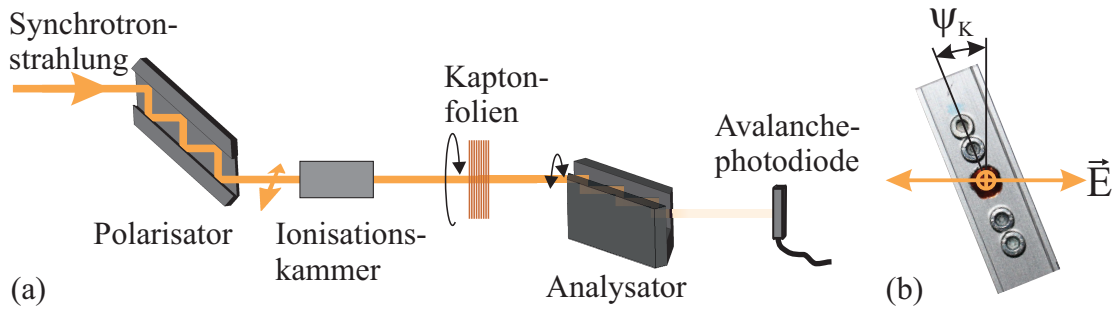 Synchrotron-
strahlung
Polarisator
Ionisations-
kammer
Kapton-
folien
Analysator
Avalanche-
photodiode
(a)
ψK
E
(b)